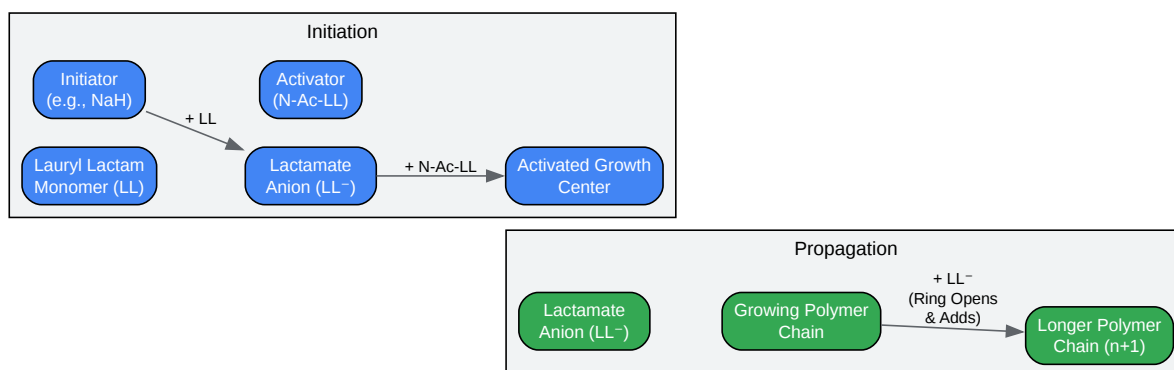 Initiation
Initiator
(e.g., NaH)
Activator
(N-Ac-LL)
+ LL
Lauryl Lactam
Monomer (LL)
Lactamate
Anion (LL⁻)
+ N-Ac-LL
Activated Growth
Center
Propagation
Lactamate
Anion (LL⁻)
Growing Polymer
Chain
+ LL⁻
(Ring Opens
& Adds)
Longer Polymer
Chain (n+1)